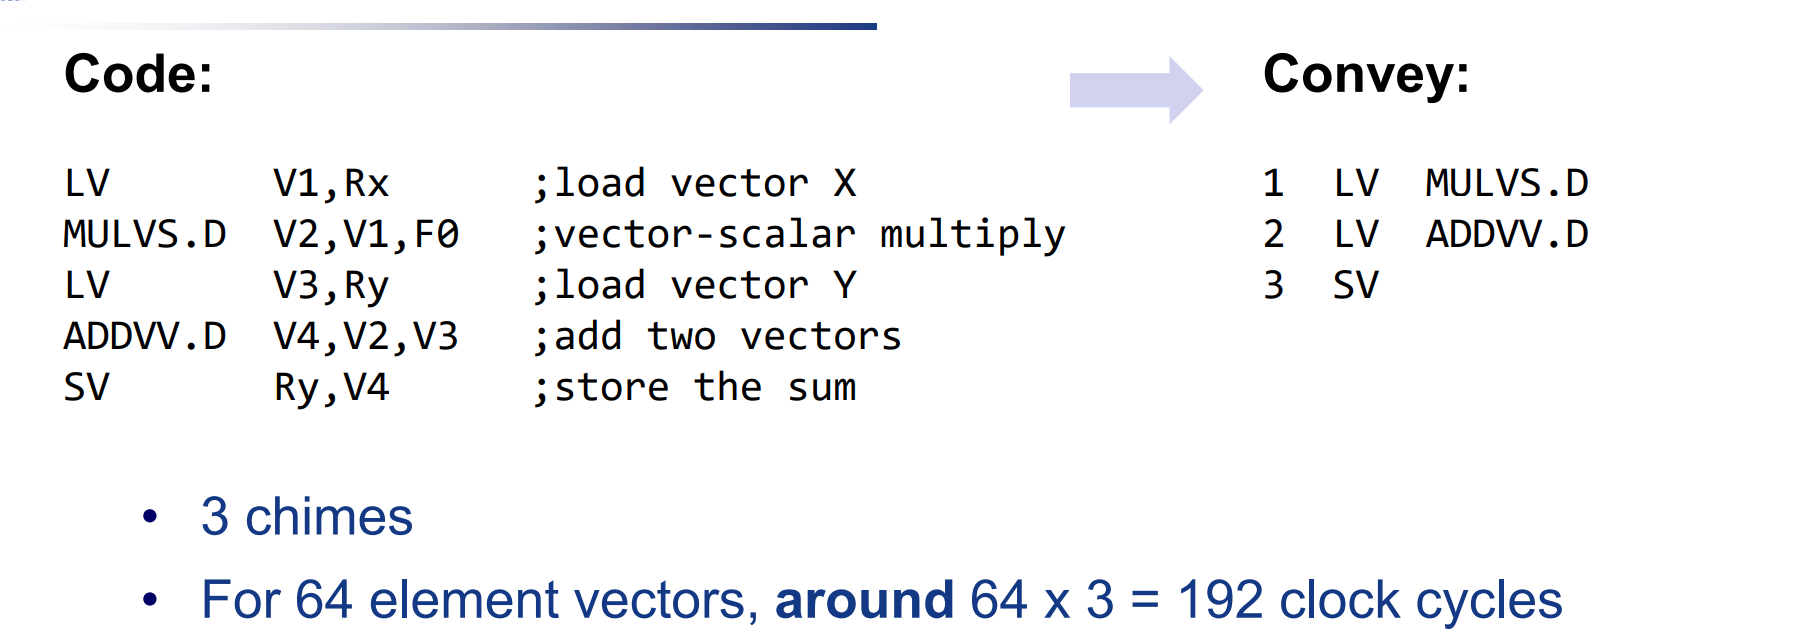 Code:
LV V1,Rx ;load vector X
MULVS.D V2,V1,F0 ;vector-scalar multiply
LV V3,Ry ;load vector Y
ADDVV.D V4,V2,V3 ;add two vectors
SV Ry,V4 ;store the sum
Convey:
1 LV MULVS.D
2 LV ADDVV.D
3 SV
• 3 chimes
• For 64 element vectors, around 64 x 3 = 192 clock cycles